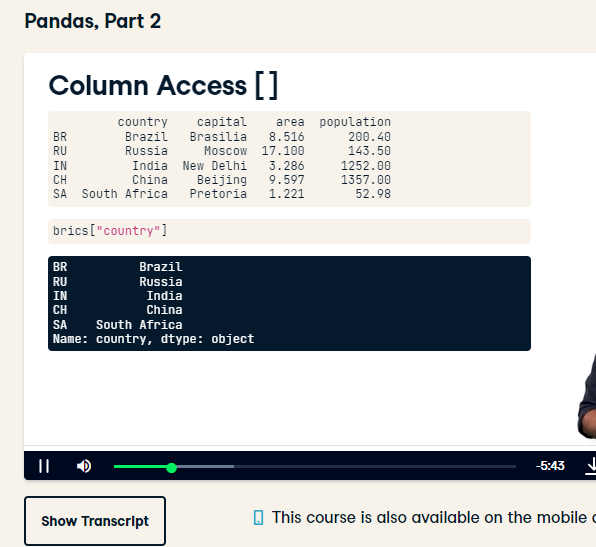 Pandas, Part 2
Column Access []
country capital area population
BR Brazil Brasilia 8.516 200.40
RU Russia Moscow 17.100 143.50
IN India New Delhi 3.286 1252.00
CH China Beijing 9.597 1357.00
SA South Africa Pretoria 1.221 52.98
brics["country"]
BR Brazil
RU Russia
IN India
CH China
SA South Africa
Name: country, dtype: object
-5:43
Show Transcript
This course is also available on the mobile